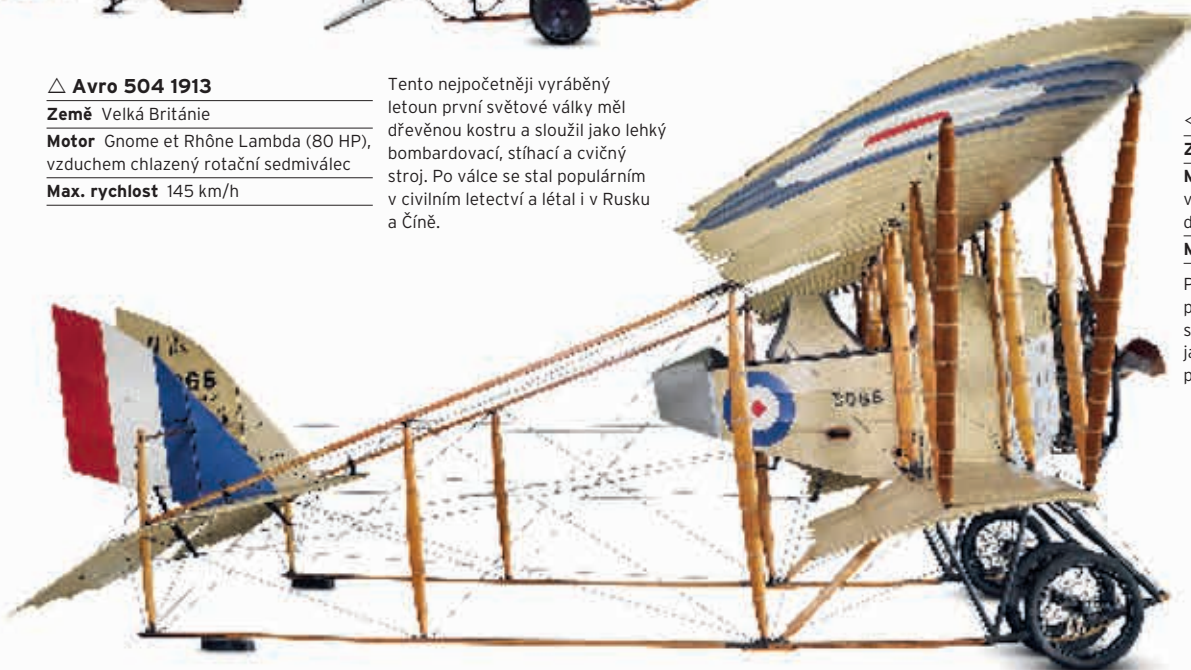 △ Avro 504 1913
Země Velká Británie
Motor Gnome et Rhône Lambda (80 HP),
vzduchem chlazený rotační sedmiválec
Max. rychlost 145 km/h
Tento nejpočetněji vyráběný
letoun první světové války měl
dřevěnou kostru a sloužil jako lehký
bombardovací, stíhací a cvičný
stroj. Po válce se stal populárním
v civilním letectví a létal i v Rusku
a Číně.
3066